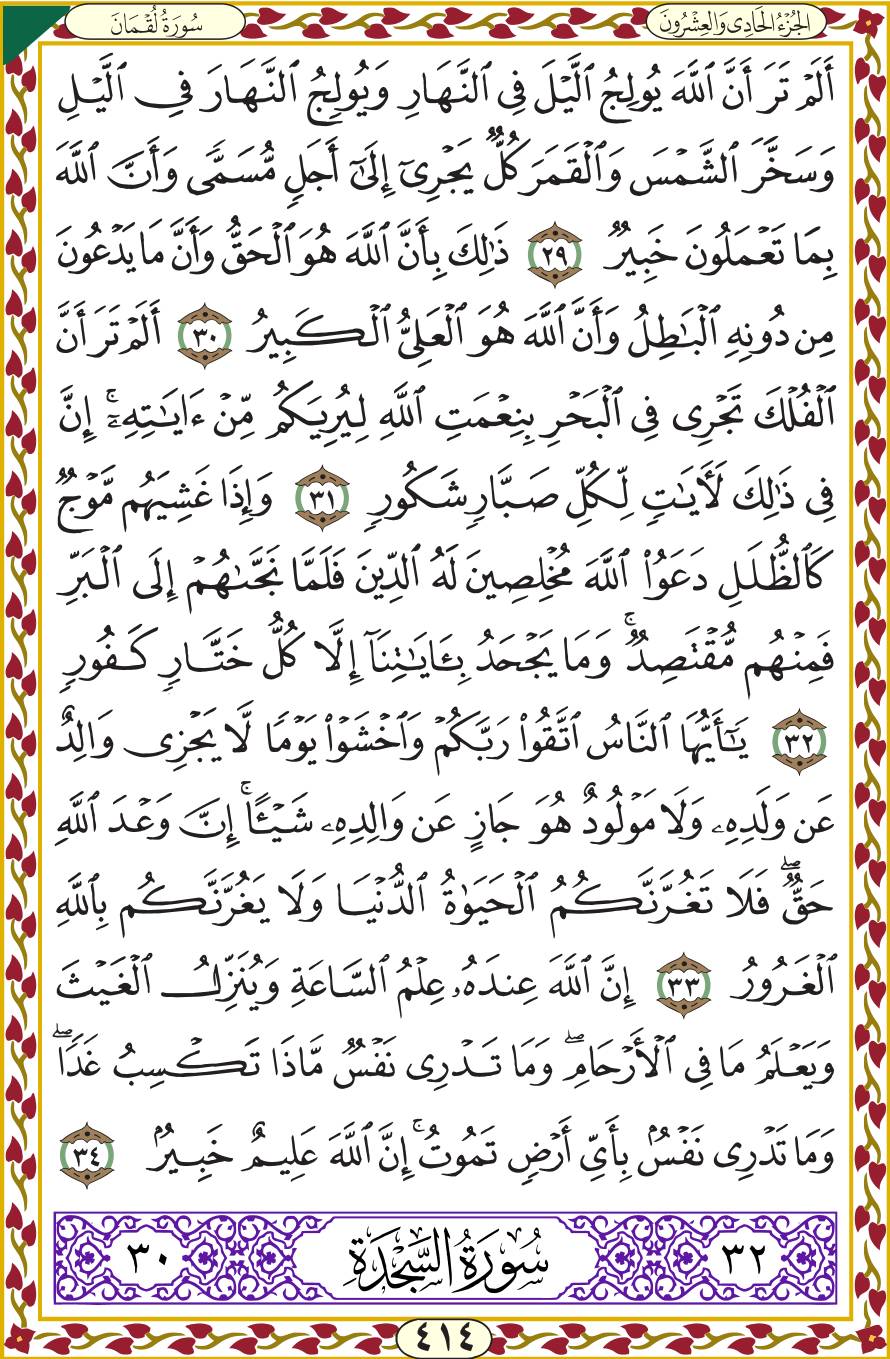 الجُزْءُ الحَادِى وَالعِشْرُونَ
سُورَةُ لُقْمَانَ
أَلَمْ تَرَ أَنَّ ٱللَّهَ يُولِجُ ٱلَّيْلَ فِى ٱلنَّهَارِ وَيُولِجُ ٱلنَّهَارَ فِى ٱلَّيْلِ
وَسَخَّرَ ٱلشَّمْسَ وَٱلْقَمَرَ كُلٌّ يَجْرِىٓ إِلَىٰٓ أَجَلٍ مُّسَمًّى وَأَنَّ ٱللَّهَ
بِمَا تَعْمَلُونَ خَبِيرٌ ٢٩ ذَٰلِكَ بِأَنَّ ٱللَّهَ هُوَ ٱلْحَقُّ وَأَنَّ مَا يَدْعُونَ
مِن دُونِهِ ٱلْبَٰطِلُ وَأَنَّ ٱللَّهَ هُوَ ٱلْعَلِىُّ ٱلْكَبِيرُ ٣٠ أَلَمْ تَرَ أَنَّ
ٱلْفُلْكَ تَجْرِى فِى ٱلْبَحْرِ بِنِعْمَتِ ٱللَّهِ لِيُرِيَكُم مِّنْ ءَايَٰتِهِۦٓ ۚ إِنَّ
فِى ذَٰلِكَ لَءَايَٰتٍ لِّكُلِّ صَبَّارٍ شَكُورٍ ٣١ وَإِذَا غَشِيَهُم مَّوْجٌ
كَٱلظُّلَلِ دَعَوُا۟ ٱللَّهَ مُخْلِصِينَ لَهُ ٱلدِّينَ فَلَمَّا نَجَّىٰهُمْ إِلَى ٱلْبَرِّ
فَمِنْهُم مُّقْتَصِدٌ ۚ وَمَا يَجْحَدُ بِـَٔايَٰتِنَآ إِلَّا كُلُّ خَتَّارٍ كَفُورٍ
٣٢ يَٰٓأَيُّهَا ٱلنَّاسُ ٱتَّقُوا۟ رَبَّكُمْ وَٱخْشَوْا۟ يَوْمًا لَّا يَجْزِى وَالِدٌ
عَن وَلَدِهِۦ وَلَا مَوْلُودٌ هُوَ جَازٍ عَن وَالِدِهِۦ شَيْـًٔا ۚ إِنَّ وَعْدَ ٱللَّهِ
حَقٌّ ۖ فَلَا تَغُرَّنَّكُمُ ٱلْحَيَوٰةُ ٱلدُّنْيَا وَلَا يَغُرَّنَّكُم بِٱللَّهِ
ٱلْغَرُورُ ٣٣ إِنَّ ٱللَّهَ عِندَهُۥ عِلْمُ ٱلسَّاعَةِ وَيُنَزِّلُ ٱلْغَيْثَ
وَيَعْلَمُ مَا فِى ٱلْأَرْحَامِ ۖ وَمَا تَدْرِى نَفْسٌ مَّاذَا تَكْسِبُ غَدًا ۖ
وَمَا تَدْرِى نَفْسٌۢ بِأَىِّ أَرْضٍ تَمُوتُ ۚ إِنَّ ٱللَّهَ عَلِيمٌ خَبِيرٌۢ ٣٤
٣٢ سُورَةُ السَّجْدَةِ ٣٠
٤١٤